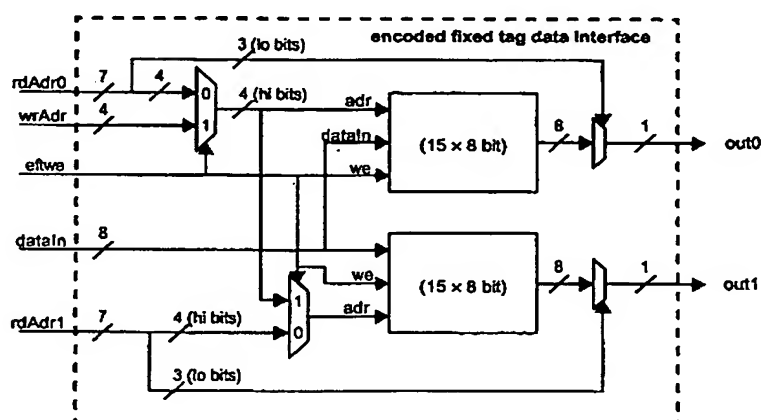 encoded fixed tag data interface
3 (lo bits)
rdAdr0
7
4
0
4 (hi bits)
adr
wrAdr
4
1
dataIn
(15 × 8 bit)
8
1
out0
eftwe
we
dataIn
8
we
(15 × 8 bit)
8
1
out1
1
adr
rdAdr1
7
4 (hi bits)
0
3 (lo bits)